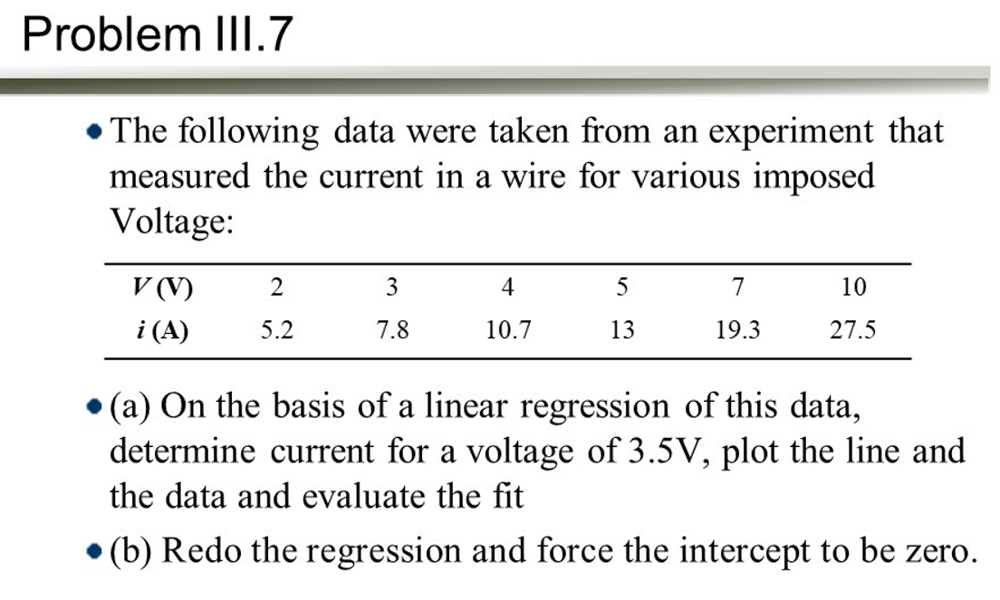 Problem III.7
The following data were taken from an experiment that
measured the current in a wire for various imposed
Voltage:
V (V) 2 3 4 5 7 10
i (A) 5.2 7.8 10.7 13 19.3 27.5
(a) On the basis of a linear regression of this data,
determine current for a voltage of 3.5V, plot the line and
the data and evaluate the fit
(b) Redo the regression and force the intercept to be zero.